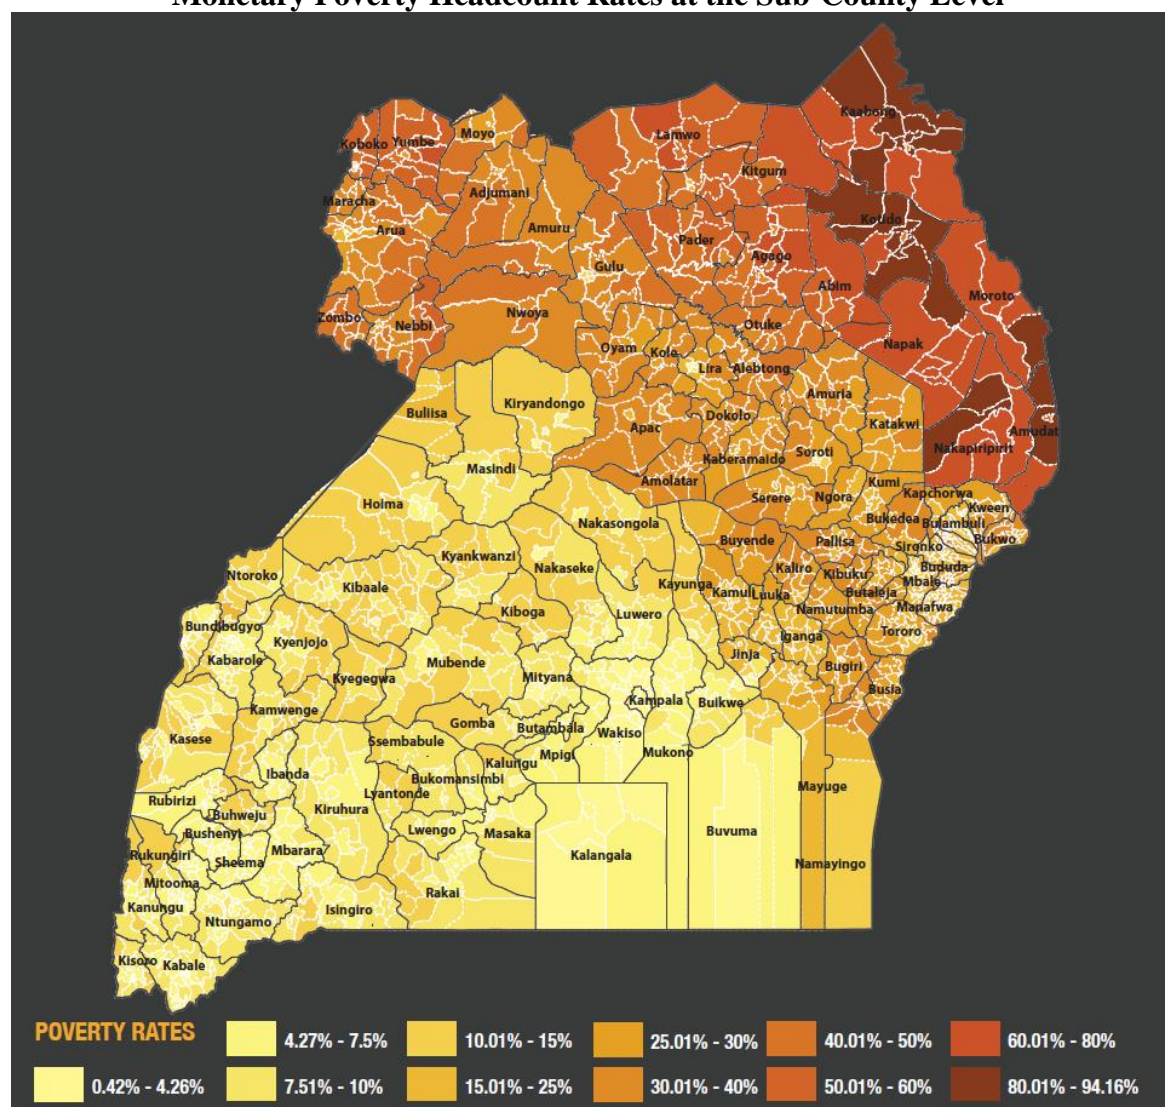 Monetary Poverty Headcount Rates at the Sub-County Level
Kaabong
Koboko
Yumbe
Moyo
Lamwo
Kitgum
Maracha
Adjumani
Arua
Amuru
Kotido
Pader
Gulu
Agago
Abim
Moroto
Zombo
Nebbi
Nwoya
Otuke
Napak
Oyam
Kole
Lira
Alebtong
Amuria
Buliisa
Kiryandongo
Dokolo
Katakwi
Apac
Amudat
Nakapiripirit
Masindi
Kaberamaido
Soroti
Amolatar
Kumi
Kapchorwa
Hoima
Serere
Ngora
Kween
Nakasongola
Bukedea
Bulambuli
Bukwo
Buyende
Pallisa
Sironko
Kyankwanzi
Nakaseke
Kaliro
Kibuku
Bududa
Ntoroko
Kibaale
Kayunga
Kamuli
Luuka
Butaleja
Mbale
Kiboga
Luwero
Namutumba
Manafwa
Bundibugyo
Kyenjojo
Iganga
Tororo
Kabarole
Mubende
Mityana
Jinja
Bugiri
Kyegegwa
Busia
Kamwenge
Kampala
Buikwe
Gomba
Butambala
Wakiso
Kasese
Ssembabule
Mpigi
Mukono
Kalungu
Ibanda
Bukomansimbi
Mayuge
Rubirizi
Lyantonde
Kiruhura
Buhweju
Bushenyi
Lwengo
Masaka
Buvuma
Mbarara
Rukungiri
Sheema
Kalangala
Namayingo
Mitooma
Rakai
Kanungu
Isingiro
Ntungamo
Kisoro
Kabale
POVERTY RATES
4.27% - 7.5%
10.01% - 15%
25.01% - 30%
40.01% - 50%
60.01% - 80%
0.42% - 4.26%
7.51% - 10%
15.01% - 25%
30.01% - 40%
50.01% - 60%
80.01% - 94.16%